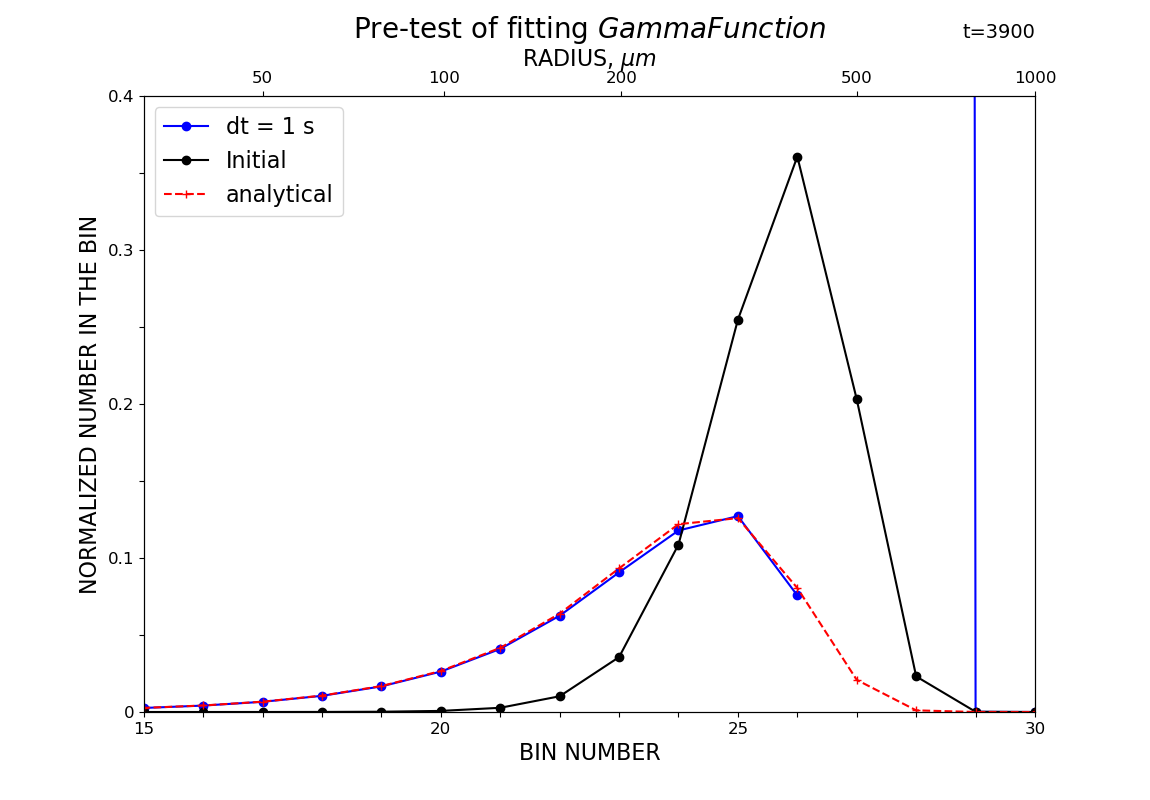 Pre-test of fitting GammaFunction
t=3900
RADIUS, μm
50 100 200 500 1000
0.4
0.3
0.2
0.1
0
NORMALIZED NUMBER IN THE BIN
dt = 1 s
Initial
analytical
15 20 25 30
BIN NUMBER